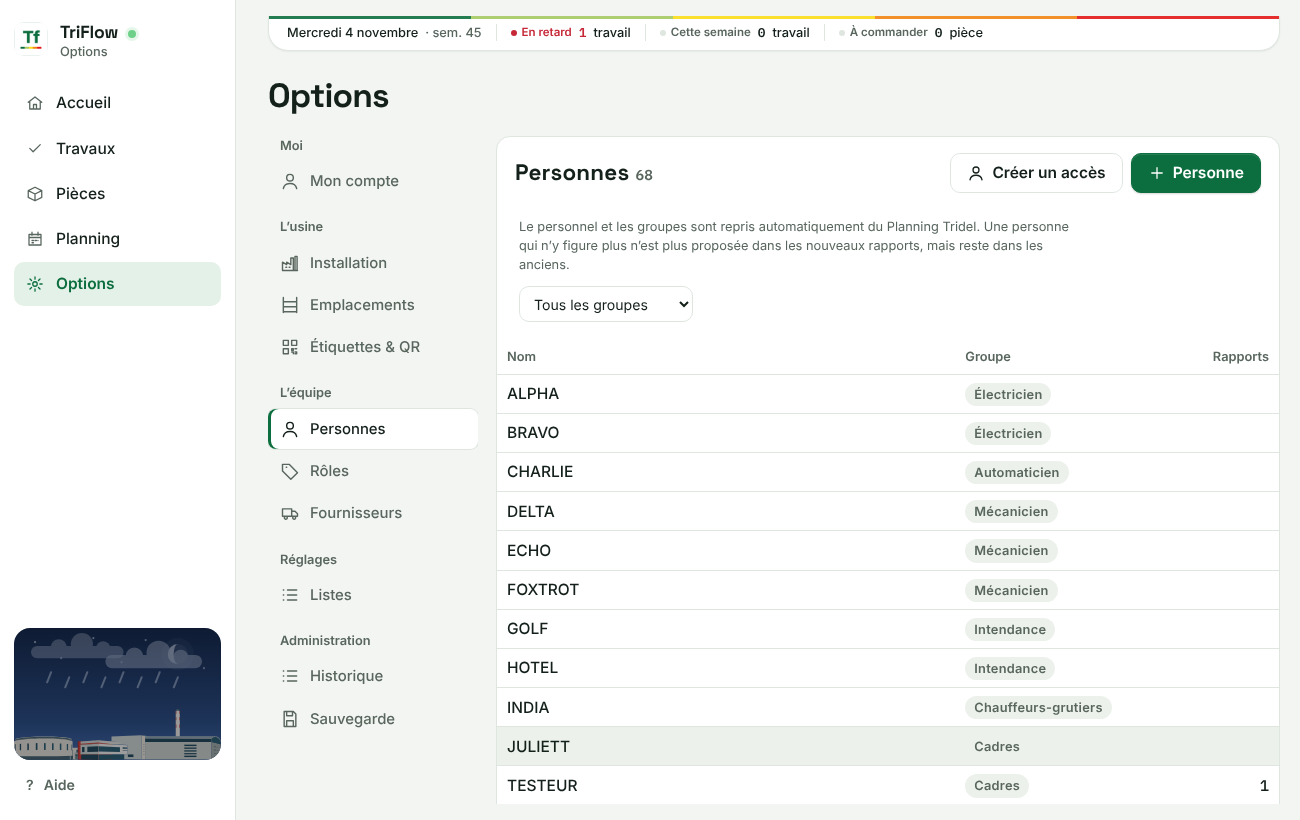 Tf
TriFlow
Options
Accueil
Travaux
Pièces
Planning
Options
? Aide
Mercredi 4 novembre · sem. 45
En retard 1 travail
Cette semaine 0 travail
À commander 0 pièce
Options
Moi
Mon compte
L’usine
Installation
Emplacements
Étiquettes & QR
L’équipe
Personnes
Rôles
Fournisseurs
Réglages
Listes
Administration
Historique
Sauvegarde
Personnes 68
Créer un accès
+ Personne
Le personnel et les groupes sont repris automatiquement du Planning Tridel. Une personne
qui n’y figure plus n’est plus proposée dans les nouveaux rapports, mais reste dans les
anciens.
Tous les groupes
Nom Groupe Rapports
ALPHA Électricien
BRAVO Électricien
CHARLIE Automaticien
DELTA Mécanicien
ECHO Mécanicien
FOXTROT Mécanicien
GOLF Intendance
HOTEL Intendance
INDIA Chauffeurs-grutiers
JULIETT Cadres
TESTEUR Cadres 1